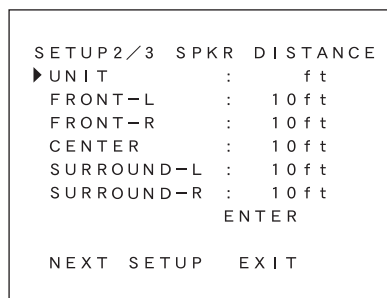 SETUP2/3 SPKR DISTANCE
▶UNIT : ft
FRONT-L : 10ft
FRONT-R : 10ft
CENTER : 10ft
SURROUND-L : 10ft
SURROUND-R : 10ft
ENTER
NEXT SETUP EXIT